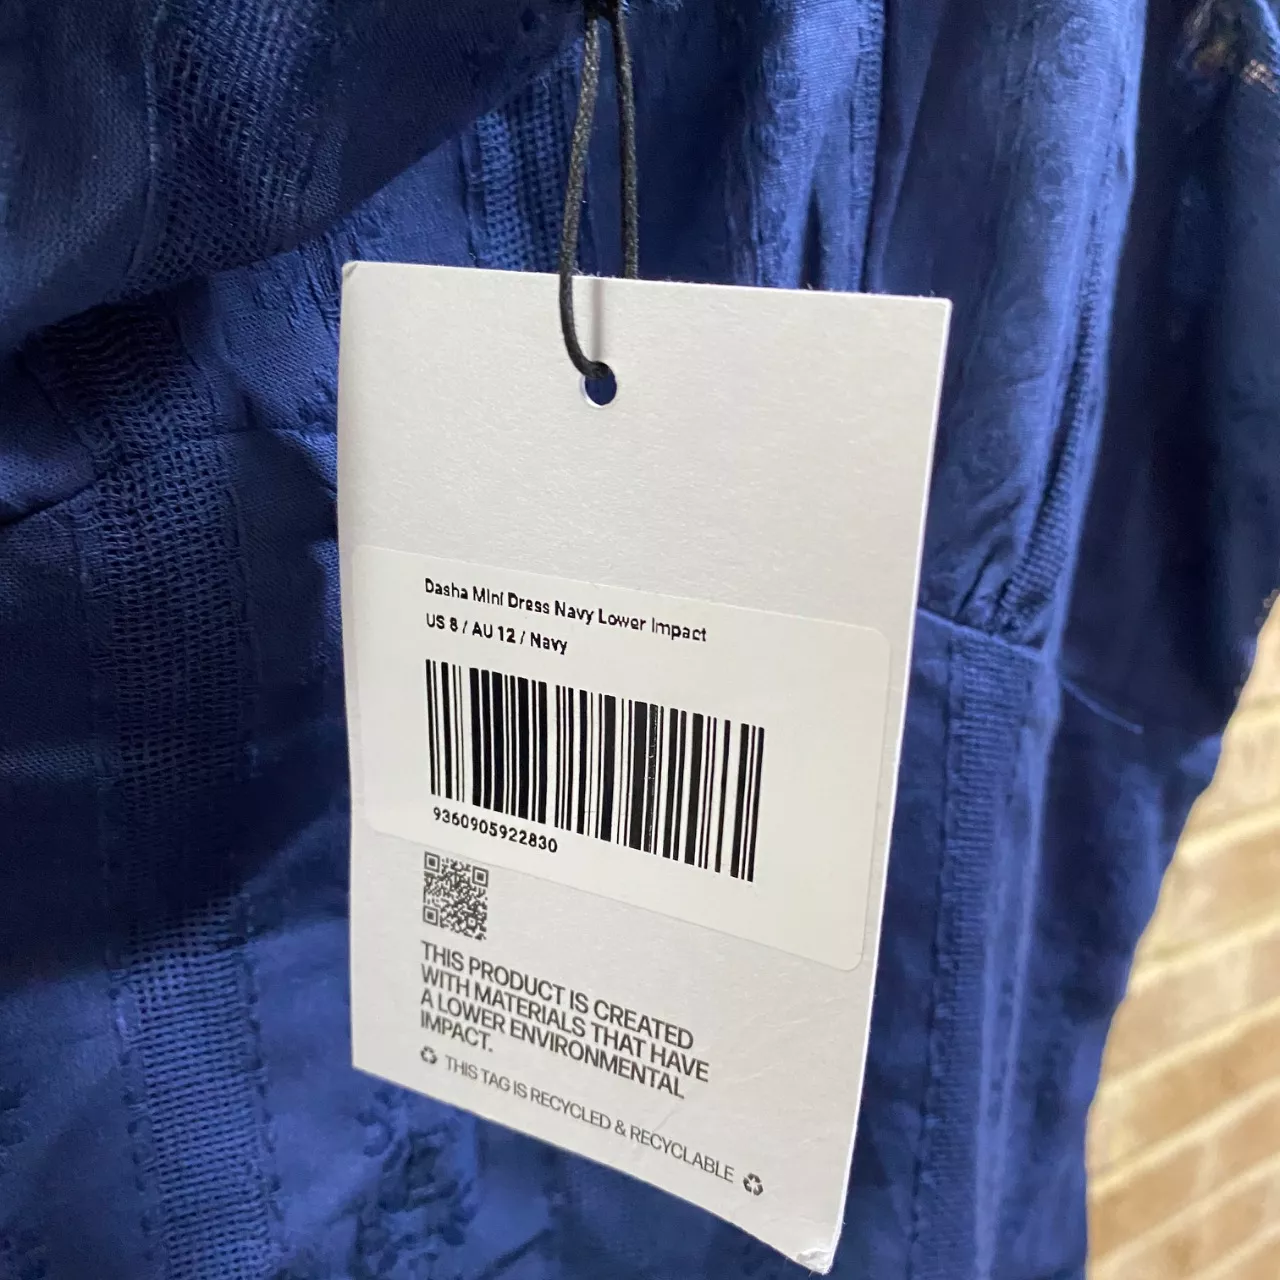 Dasha Mini Dress Navy Lower Impact
US 8 / AU 12 / Navy
9360905922830
THIS PRODUCT IS CREATED
WITH MATERIALS THAT HAVE
A LOWER ENVIRONMENTAL
IMPACT.
THIS TAG IS RECYCLED & RECYCLABLE